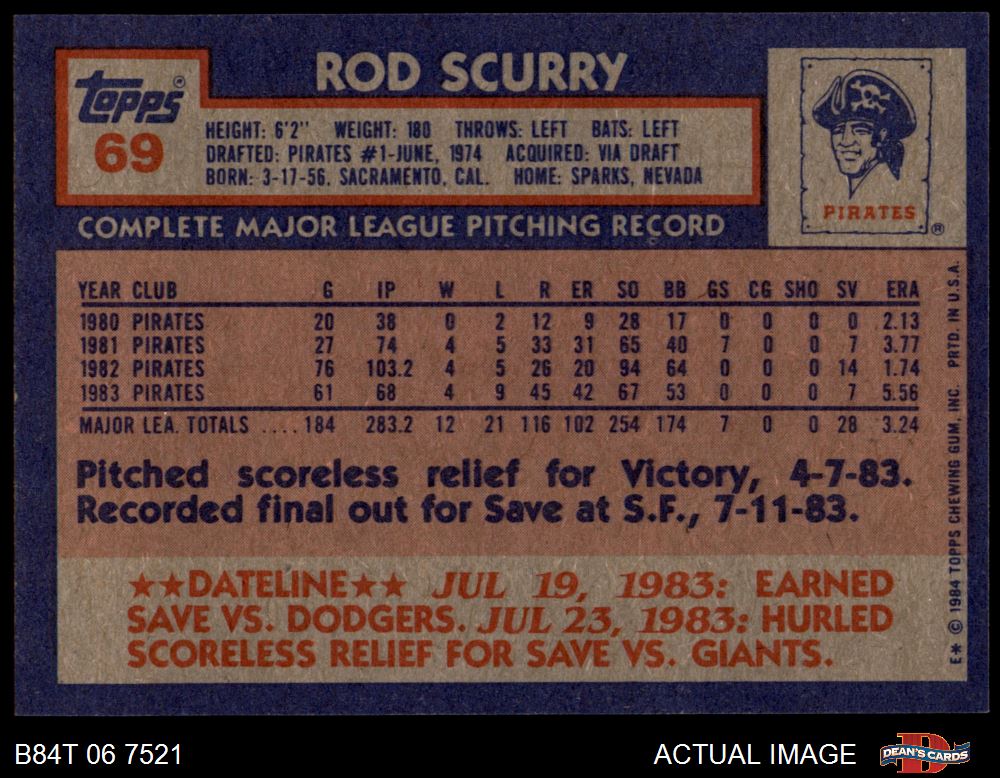 ROD SCURRY
TOPPS®
69
HEIGHT: 6'2" WEIGHT: 180 THROWS: LEFT BATS: LEFT
DRAFTED: PIRATES #1-JUNE, 1974 ACQUIRED: VIA DRAFT
BORN: 3-17-56, SACRAMENTO, CAL. HOME: SPARKS, NEVADA
PIRATES ®
COMPLETE MAJOR LEAGUE PITCHING RECORD
YEAR CLUB G IP W L R ER SO BB GS CG SHO SV ERA
1980 PIRATES 20 38 0 2 12 9 28 17 0 0 0 0 2.13
1981 PIRATES 27 74 4 5 33 31 65 40 7 0 0 7 3.77
1982 PIRATES 76 103.2 4 5 26 20 94 64 0 0 0 14 1.74
1983 PIRATES 61 68 4 9 45 42 67 53 0 0 0 7 5.56
MAJOR LEA. TOTALS .... 184 283.2 12 21 116 102 254 174 7 0 0 28 3.24
Pitched scoreless relief for Victory, 4-7-83.
Recorded final out for Save at S.F., 7-11-83.
★★DATELINE★★ JUL 19, 1983: EARNED
SAVE VS. DODGERS. JUL 23, 1983: HURLED
SCORELESS RELIEF FOR SAVE VS. GIANTS.
E* © 1984 TOPPS CHEWING GUM, INC. PRTD. IN U.S.A.
B84T 06 7521
ACTUAL IMAGE
D
DEAN'S CARDS